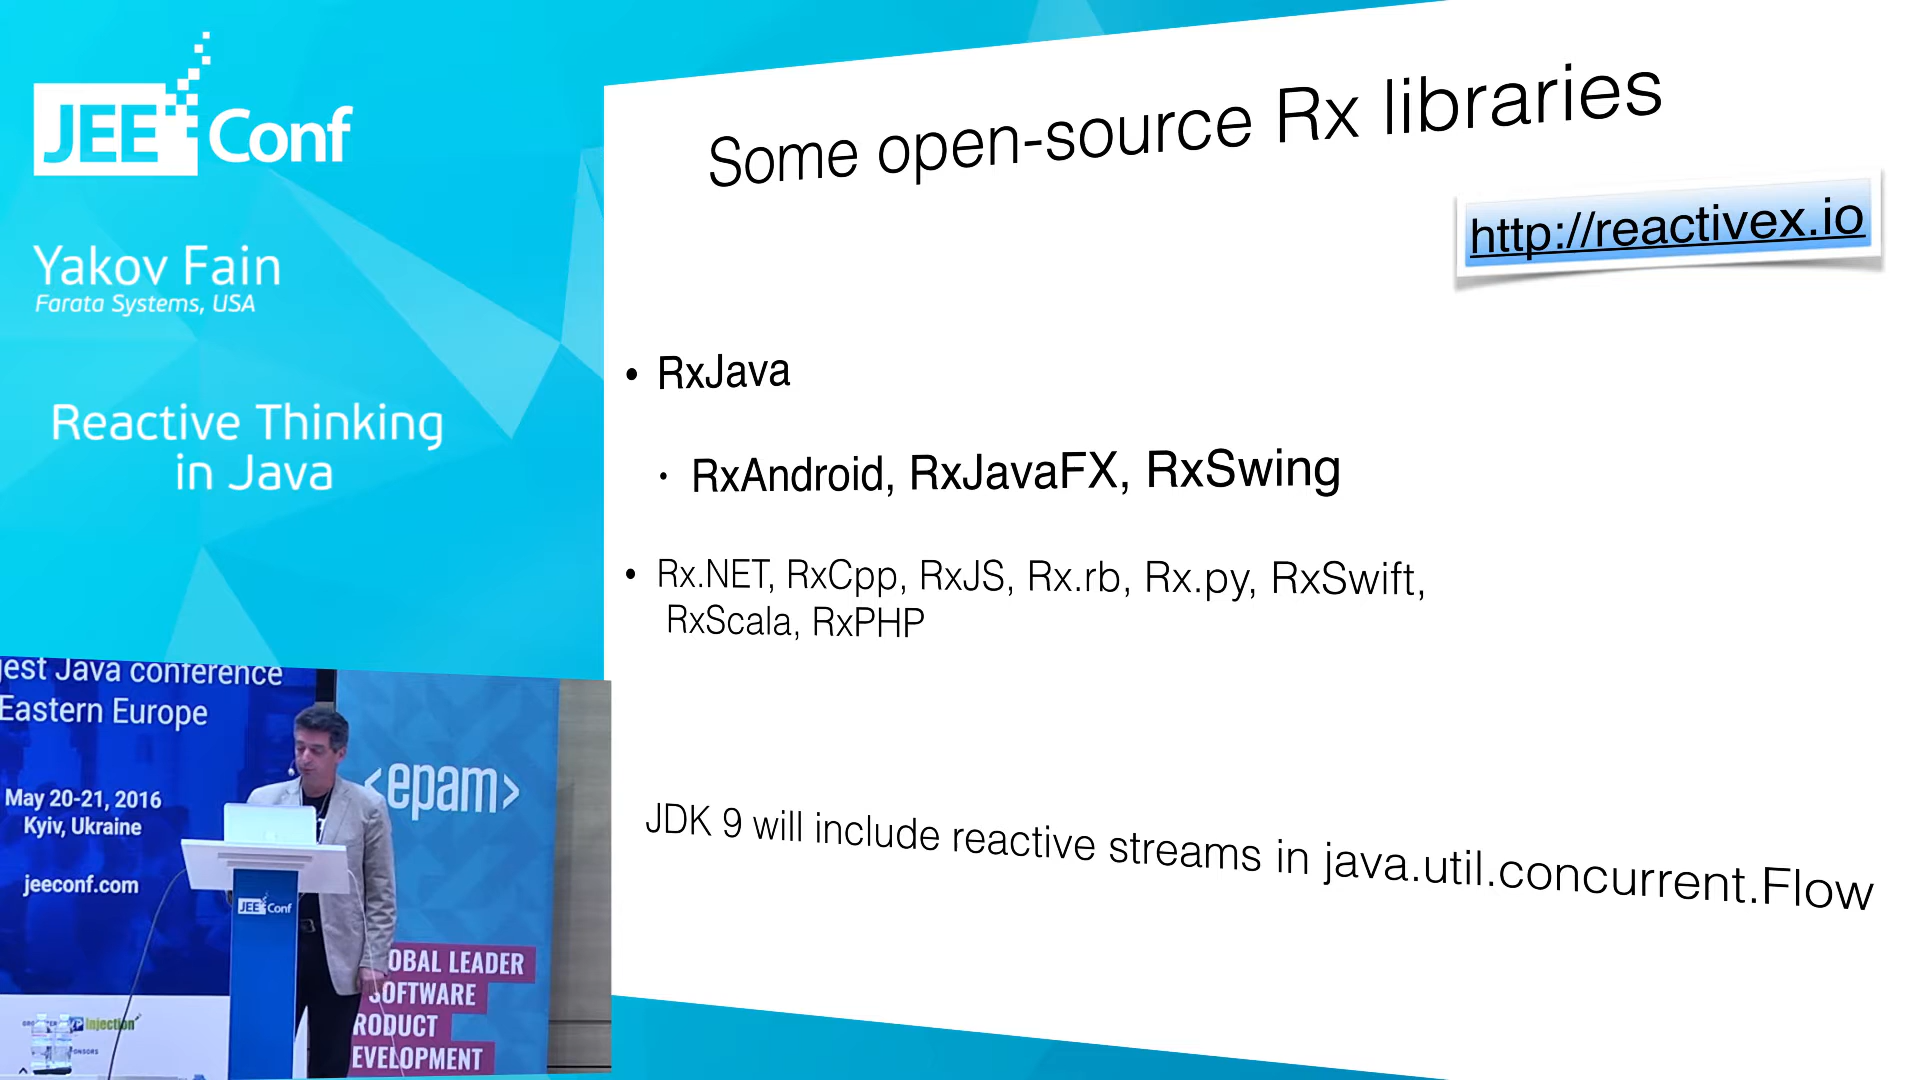 JEE Conf
Yakov Fain
Farata Systems, USA
Reactive Thinking
in Java
Some open-source Rx libraries
http://reactivex.io
• RxJava
• RxAndroid, RxJavaFX, RxSwing
• Rx.NET, RxCpp, RxJS, Rx.rb, Rx.py, RxSwift,
RxScala, RxPHP
JDK 9 will include reactive streams in java.util.concurrent.Flow
gest Java conference
Eastern Europe
May 20-21, 2016
Kyiv, Ukraine
jeeconf.com
<epam>
JEE Conf
OBAL LEADER
SOFTWARE
RODUCT
EVELOPMENT
Injection